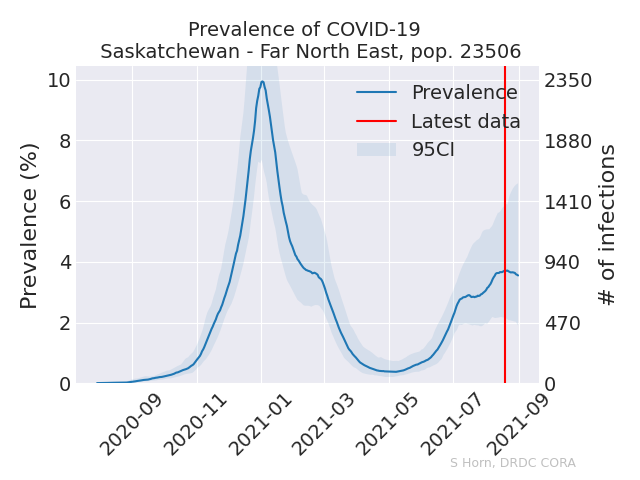 Prevalence of COVID-19
Saskatchewan - Far North East, pop. 23506
Prevalence (%)
10
8
6
4
2
0
Prevalence
Latest data
95CI
2350
1880
1410
940
470
0
# of infections
2020-09
2020-11
2021-01
2021-03
2021-05
2021-07
2021-09
S Horn, DRDC CORA